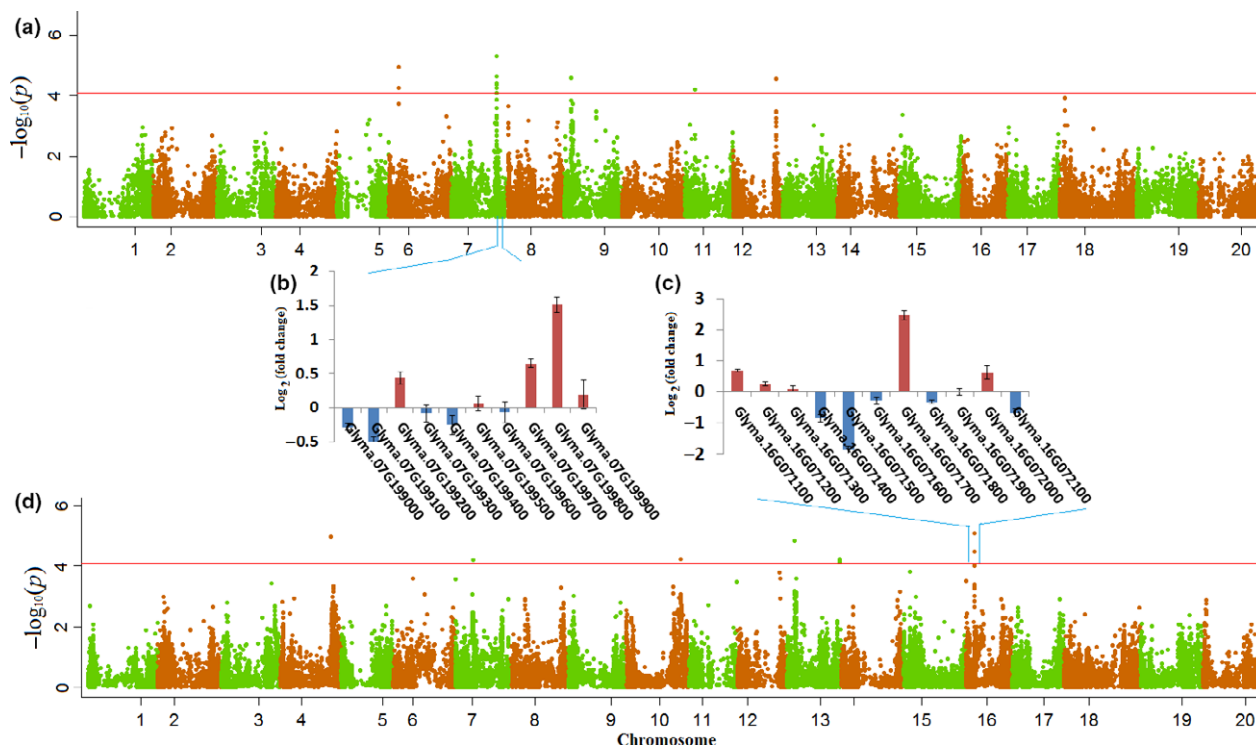 (a)
6
4
2
0
−log₁₀(p)
1 2 3 4 5 6 7 8 9 10 11 12 13 14 15 16 17 18 19 20
(b)
2
1.5
1
0.5
0
−0.5
Log ₂ (fold change)
Glyma.07G199000
Glyma.07G199100
Glyma.07G199200
Glyma.07G199300
Glyma.07G199400
Glyma.07G199500
Glyma.07G199600
Glyma.07G199700
Glyma.07G199800
Glyma.07G199900
(c)
3
2
1
0
−1
−2
Log ₂ (fold change)
Glyma.16G071100
Glyma.16G071200
Glyma.16G071300
Glyma.16G071400
Glyma.16G071500
Glyma.16G071600
Glyma.16G071700
Glyma.16G071800
Glyma.16G071900
Glyma.16G072000
Glyma.16G072100
(d)
6
4
2
0
−log₁₀(p)
1 2 3 4 5 6 7 8 9 10 11 12 13 14 15 16 17 18 19 20
Chromosome